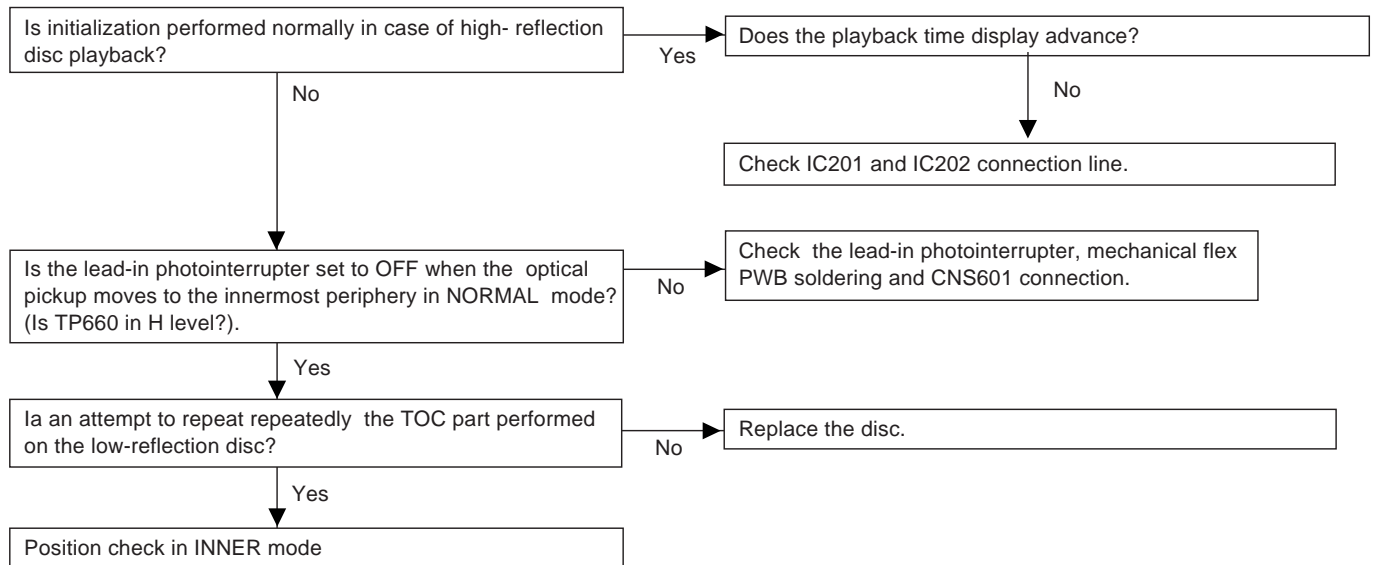 Is initialization performed normally in case of high- reflection
disc playback?
Yes
Does the playback time display advance?
No
No
Check IC201 and IC202 connection line.
Is the lead-in photointerrupter set to OFF when the optical
pickup moves to the innermost periphery in NORMAL mode?
(Is TP660 in H level?).
No
Check the lead-in photointerrupter, mechanical flex
PWB soldering and CNS601 connection.
Yes
Ia an attempt to repeat repeatedly the TOC part performed
on the low-reflection disc?
No
Replace the disc.
Yes
Position check in INNER mode